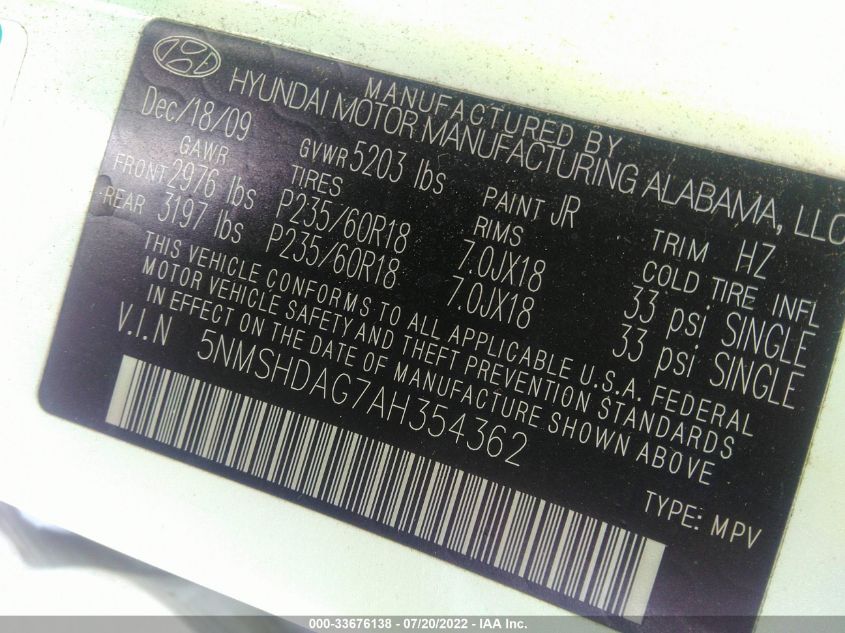 MANUFACTURED BY
HYUNDAI MOTOR MANUFACTURING ALABAMA, LLC
Dec/18/09 GVWR 5203 lbs PAINT JR TRIM HZ
GAWR TIRES RIMS COLD TIRE INFL
FRONT 2976 lbs P235/60R18 7.0JX18 33 psi SINGLE
REAR 3197 lbs P235/60R18 7.0JX18 33 psi SINGLE
THIS VEHICLE CONFORMS TO ALL APPLICABLE U.S.A. FEDERAL
MOTOR VEHICLE SAFETY AND THEFT PREVENTION STANDARDS
IN EFFECT ON THE DATE OF MANUFACTURE SHOWN ABOVE
V.I.N 5NMSHDAG7AH354362
TYPE: MPV
000-33676138 - 07/20/2022 - IAA Inc.